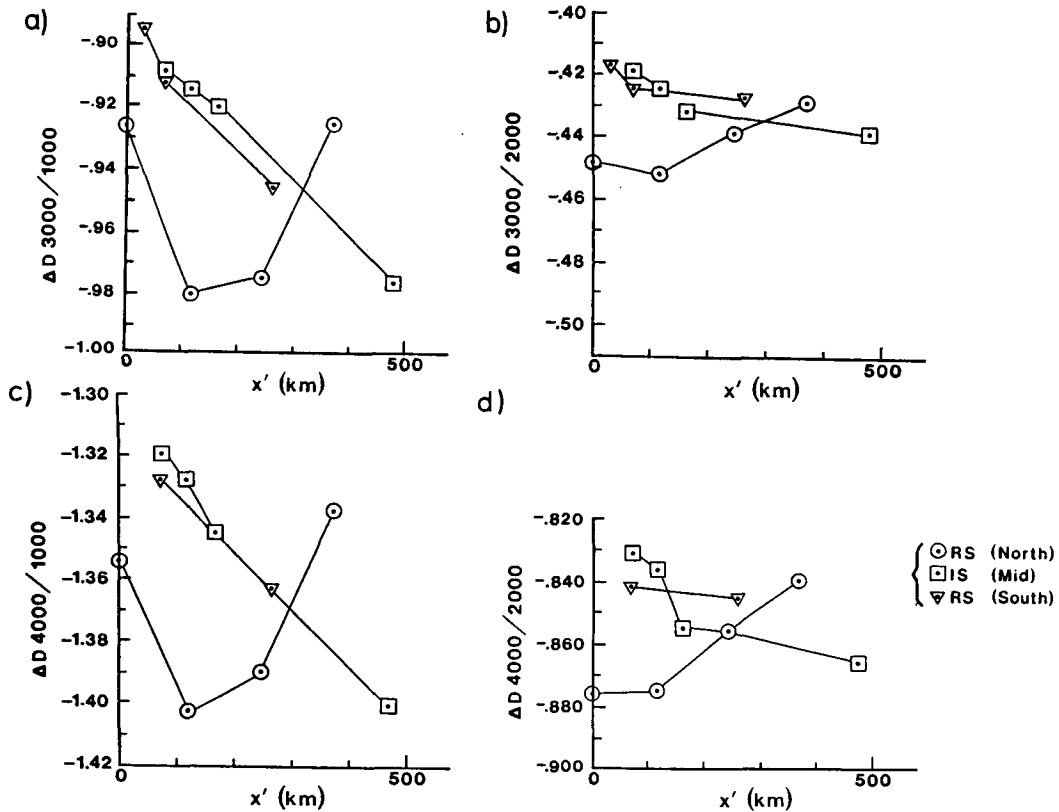 a)
-.90
-.92
-.94
-.96
-.98
-1.00
ΔD 3000/1000
0
500
x' (km)
b)
-.40
-.42
-.44
-.46
-.48
-.50
ΔD 3000/2000
0
500
x' (km)
c)
-1.30
-1.32
-1.34
-1.36
-1.38
-1.40
-1.42
ΔD 4000/1000
0
500
x' (km)
d)
-.820
-.840
-.860
-.880
-.900
ΔD 4000/2000
0
500
x' (km)
RS (North)
IS (Mid)
RS (South)